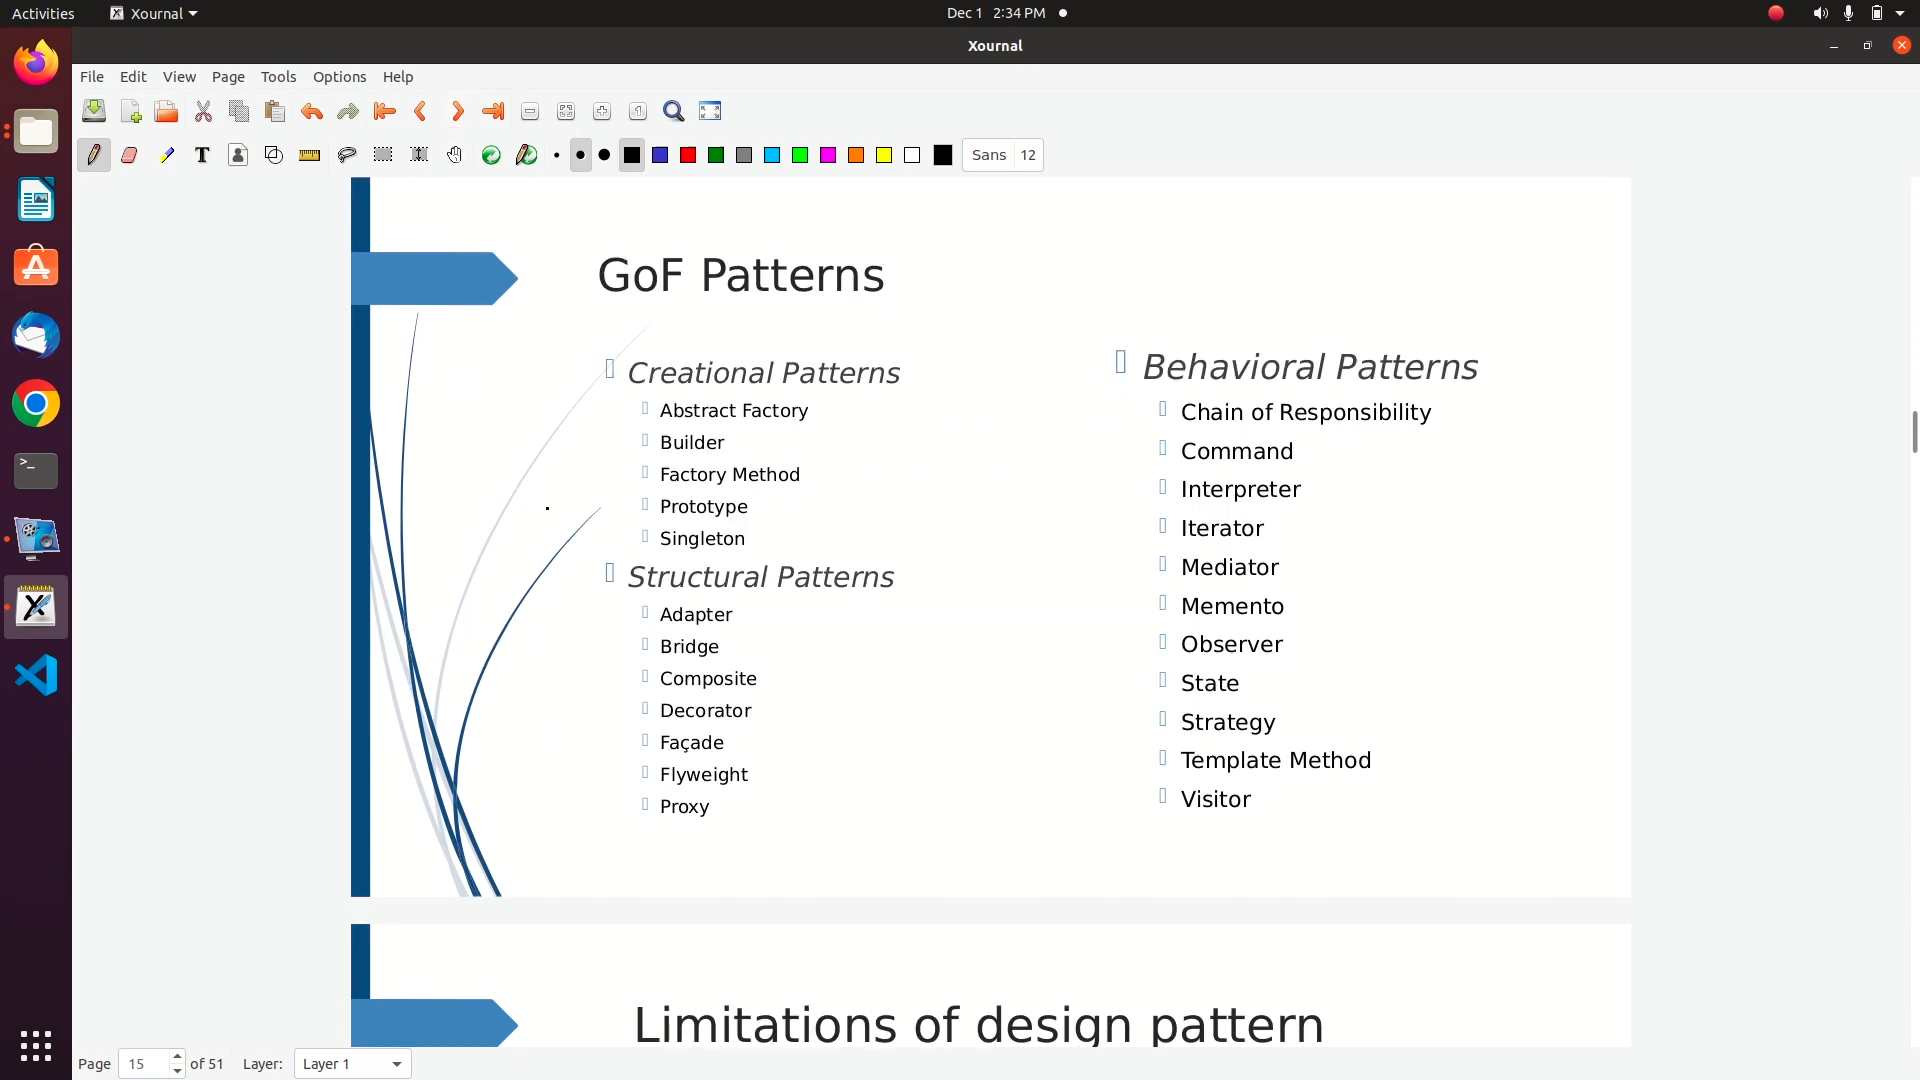 Activities
Xournal
Dec 1 2:34 PM
Xournal
File Edit View Page Tools Options Help
Sans 12
GoF Patterns
Creational Patterns
Abstract Factory
Builder
Factory Method
Prototype
Singleton
Structural Patterns
Adapter
Bridge
Composite
Decorator
Façade
Flyweight
Proxy
Behavioral Patterns
Chain of Responsibility
Command
Interpreter
Iterator
Mediator
Memento
Observer
State
Strategy
Template Method
Visitor
Limitations of design pattern
Page 15 of 51 Layer: Layer 1